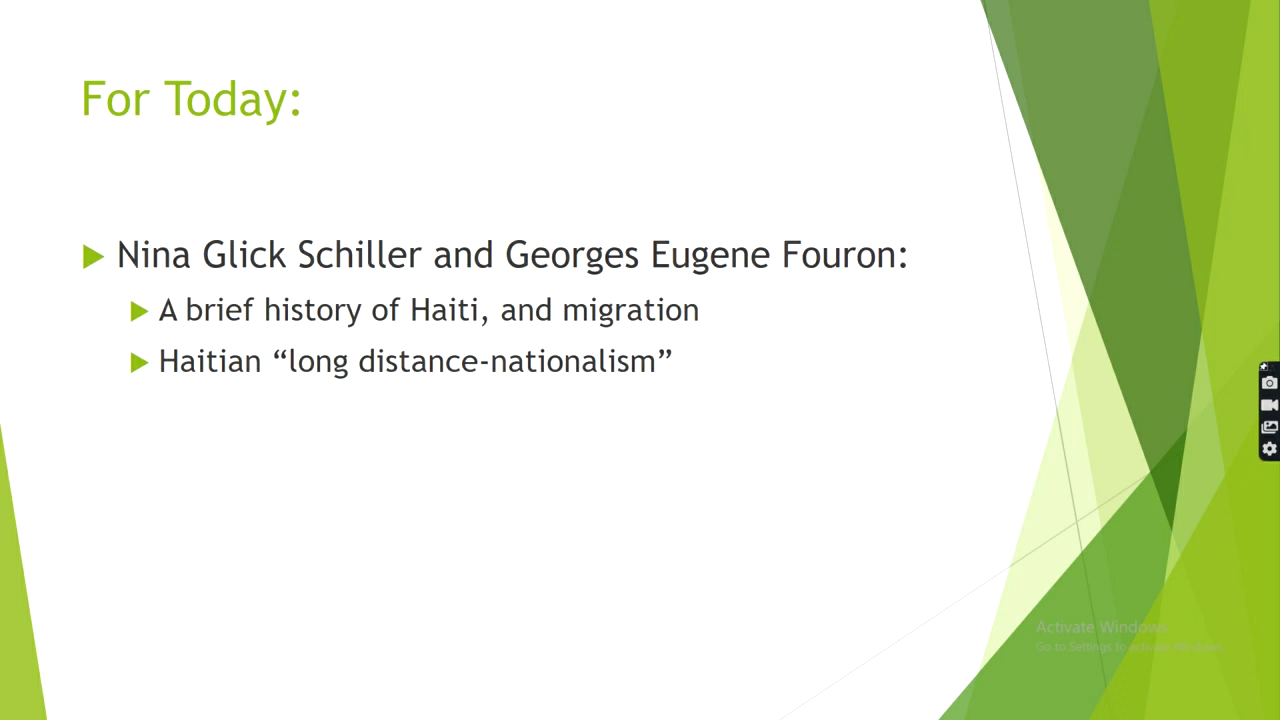 For Today:
Nina Glick Schiller and Georges Eugene Fouron:
A brief history of Haiti, and migration
Haitian “long distance-nationalism”
Activate Windows
Go to Settings to activate Windows.